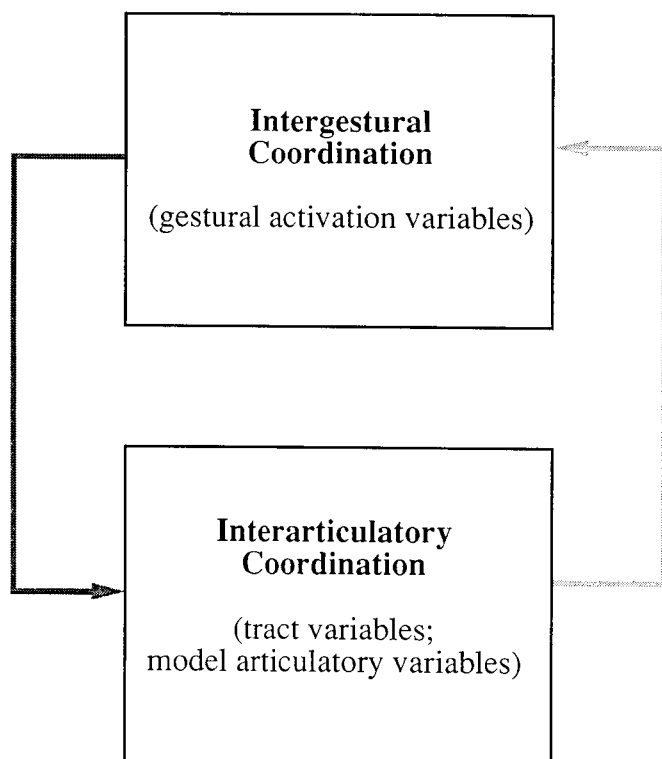 Intergestural
Coordination
(gestural activation variables)
Interarticulatory
Coordination
(tract variables;
model articulatory variables)